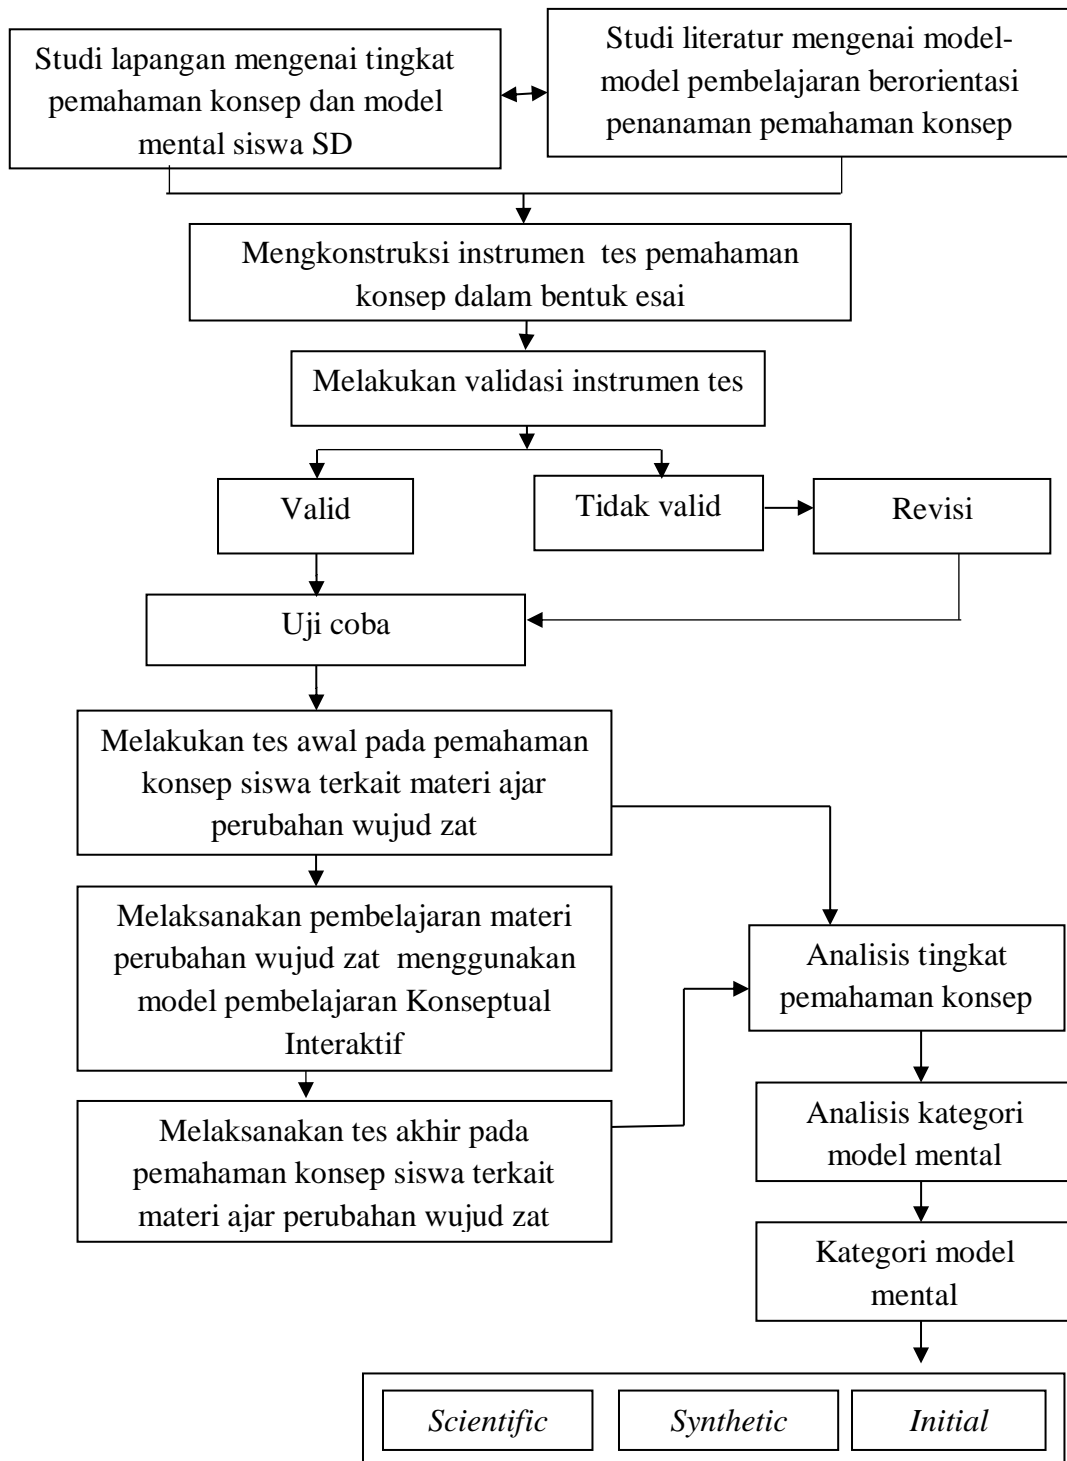 Studi lapangan mengenai tingkat
pemahaman konsep dan model
mental siswa SD
Studi literatur mengenai model-
model pembelajaran berorientasi
penanaman pemahaman konsep
Mengkonstruksi instrumen tes pemahaman
konsep dalam bentuk esai
Melakukan validasi instrumen tes
Valid
Tidak valid
Revisi
Uji coba
Melakukan tes awal pada pemahaman
konsep siswa terkait materi ajar
perubahan wujud zat
Melaksanakan pembelajaran materi
perubahan wujud zat menggunakan
model pembelajaran Konseptual
Interaktif
Analisis tingkat
pemahaman konsep
Melaksanakan tes akhir pada
pemahaman konsep siswa terkait
materi ajar perubahan wujud zat
Analisis kategori
model mental
Kategori model
mental
Scientific
Synthetic
Initial